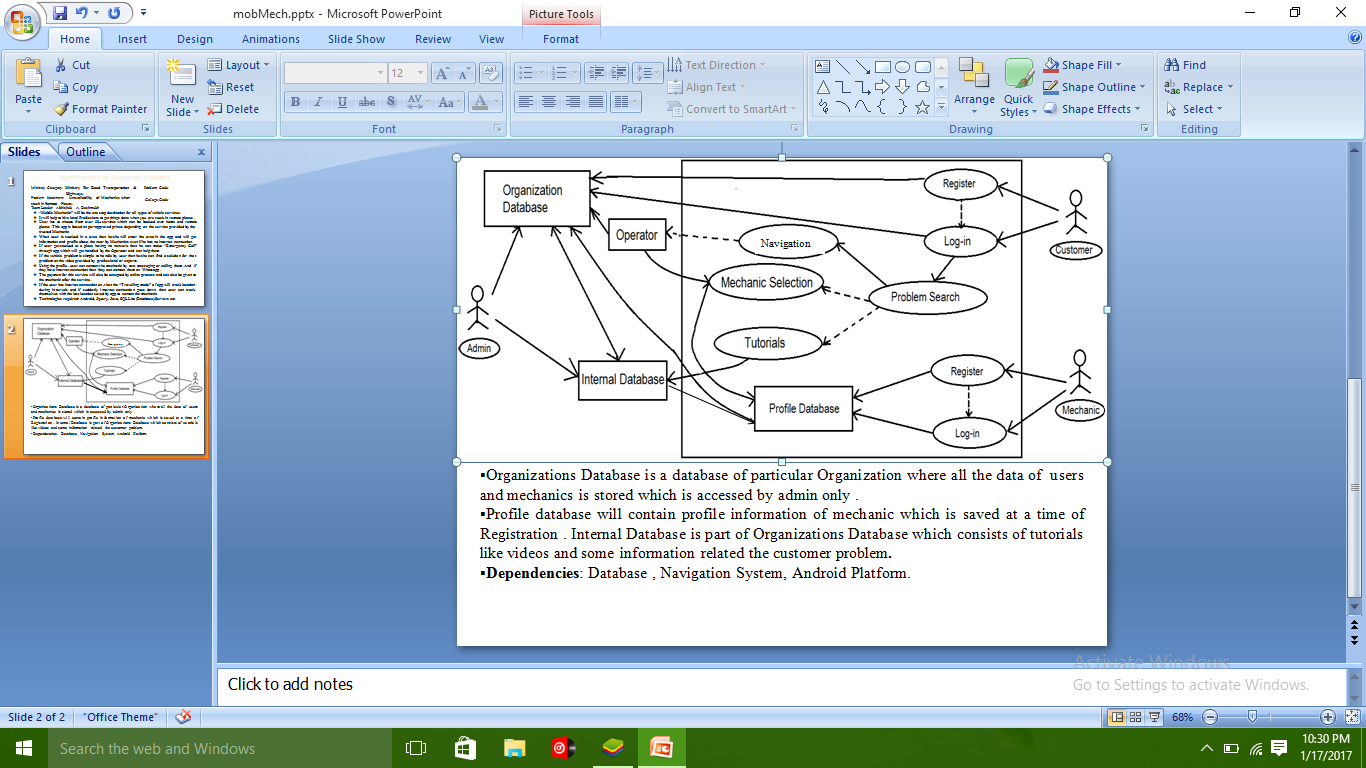 mobMech.pptx - Microsoft PowerPoint
Picture Tools
Home
Insert
Design
Animations
Slide Show
Review
View
Format
Paste
Cut
Copy
Format Painter
Clipboard
New
Slide
Layout
Reset
Delete
Slides
12
B I U abc S AV Aa A
Font
Text Direction
Align Text
Convert to SmartArt
Paragraph
Arrange
Quick
Styles
Shape Fill
Shape Outline
Shape Effects
Drawing
Find
Replace
Select
Editing
Slides
Outline
x
1
2
Organization
Database
Operator
Navigation
Mechanic Selection
Tutorials
Register
Log-in
Problem Search
Customer
Admin
Internal Database
Profile Database
Register
Log-in
Mechanic
▪Organizations Database is a database of particular Organization where all the data of users
and mechanics is stored which is accessed by admin only .
▪Profile database will contain profile information of mechanic which is saved at a time of
Registration . Internal Database is part of Organizations Database which consists of tutorials
like videos and some information related the customer problem.
▪Dependencies: Database , Navigation System, Android Platform.
Activate Windows
Go to Settings to activate Windows.
Click to add notes
Slide 2 of 2
"Office Theme"
68%
Search the web and Windows
10:30 PM
1/17/2017